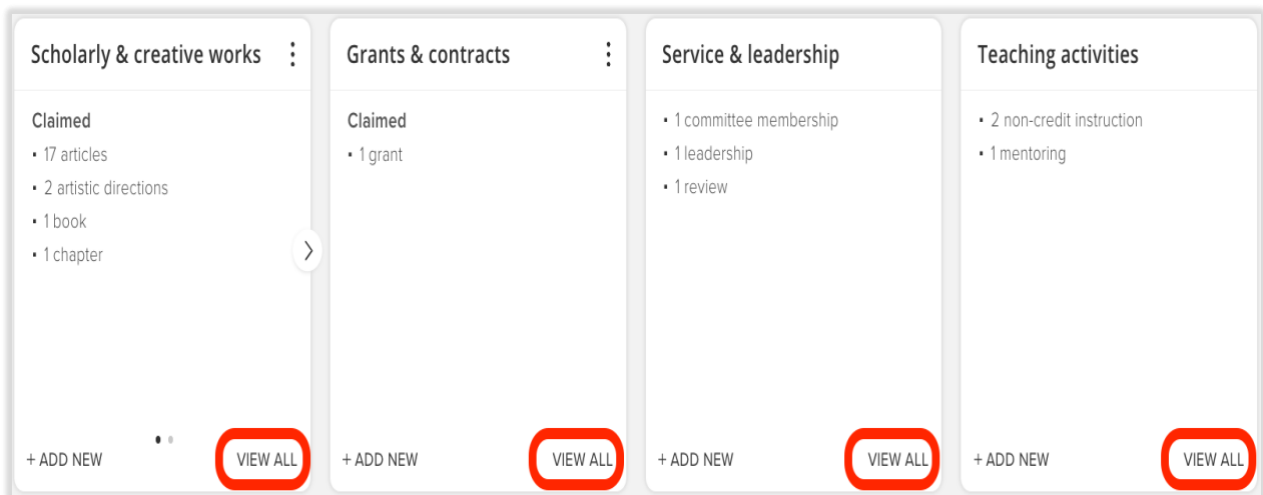 Scholarly & creative works
Claimed
▪ 17 articles
▪ 2 artistic directions
▪ 1 book
▪ 1 chapter
+ ADD NEW
VIEW ALL
Grants & contracts
Claimed
▪ 1 grant
+ ADD NEW
VIEW ALL
Service & leadership
▪ 1 committee membership
▪ 1 leadership
▪ 1 review
+ ADD NEW
VIEW ALL
Teaching activities
▪ 2 non-credit instruction
▪ 1 mentoring
+ ADD NEW
VIEW ALL